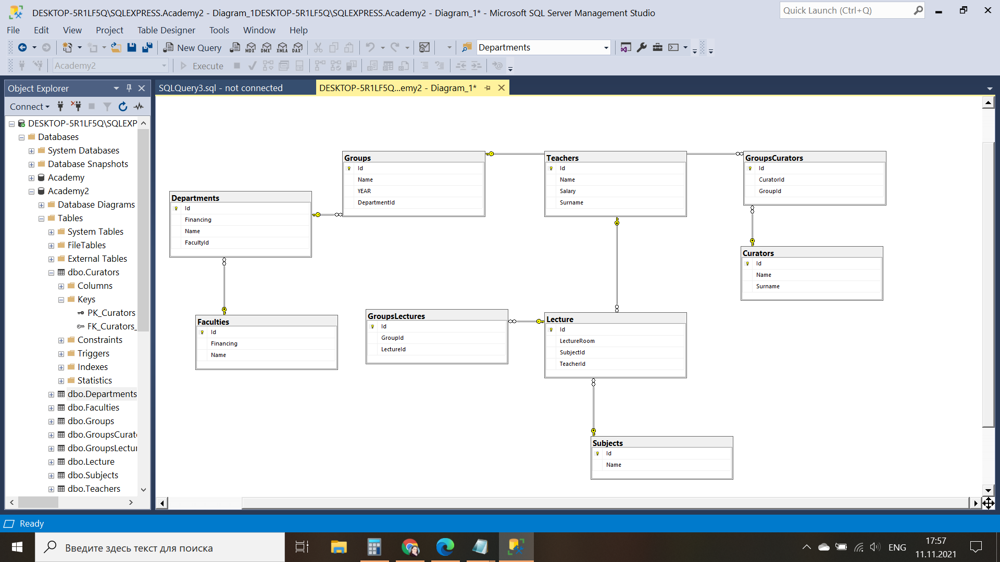 DESKTOP-5R1LF5Q\SQLEXPRESS.Academy2 - Diagram_1DESKTOP-5R1LF5Q\SQLEXPRESS.Academy2 - Diagram_1* - Microsoft SQL Server Management Studio
Quick Launch (Ctrl+Q)
File Edit View Project Table Designer Tools Window Help
New Query MDX DMX XMLA DAX Departments
Academy2 Execute
Object Explorer
SQLQuery3.sql - not connected
DESKTOP-5R1LF5Q...emy2 - Diagram_1*
Connect
DESKTOP-5R1LF5Q\SQLEXP
Databases
System Databases
Database Snapshots
Academy
Academy2
Database Diagrams
Tables
System Tables
FileTables
External Tables
dbo.Curators
Columns
Keys
PK_Curators
FK_Curators_
Constraints
Triggers
Indexes
Statistics
dbo.Departments
dbo.Faculties
dbo.Groups
dbo.GroupsCurat
dbo.GroupsLectur
dbo.Lecture
dbo.Subjects
dbo.Teachers
Departments
Id
Financing
Name
FacultyId
Groups
Id
Name
YEAR
DepartmentId
Teachers
Id
Name
Salary
Surname
GroupsCurators
Id
CuratorId
GroupId
Curators
Id
Name
Surname
Faculties
Id
Financing
Name
GroupsLectures
Id
GroupId
LectureId
Lecture
Id
LectureRoom
SubjectId
TeacherId
Subjects
Id
Name
Ready
Введите здесь текст для поиска
ENG
17:57
11.11.2021